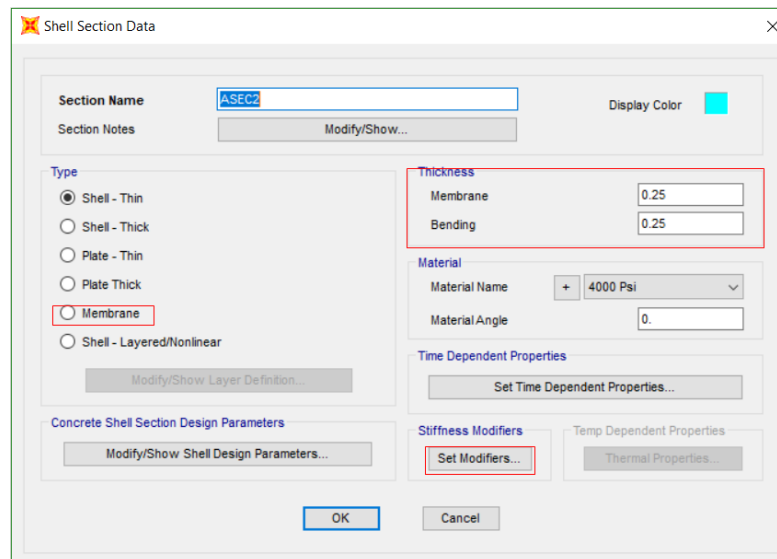 Shell Section Data
Section Name ASEC2 Display Color
Section Notes Modify/Show...
Type
Shell - Thin
Shell - Thick
Plate - Thin
Plate Thick
Membrane
Shell - Layered/Nonlinear
Modify/Show Layer Definition...
Concrete Shell Section Design Parameters
Modify/Show Shell Design Parameters...
Thickness
Membrane 0.25
Bending 0.25
Material
Material Name + 4000 Psi
Material Angle 0.
Time Dependent Properties
Set Time Dependent Properties...
Stiffness Modifiers
Set Modifiers...
Temp Dependent Properties
Thermal Properties...
OK Cancel